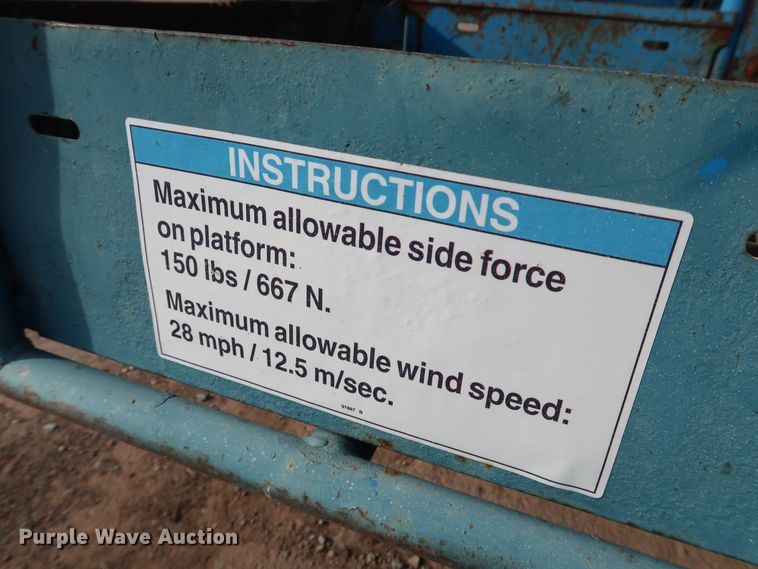 INSTRUCTIONS
Maximum allowable side force
on platform:
150 lbs / 667 N.
Maximum allowable wind speed:
28 mph / 12.5 m/sec.
Purple Wave Auction